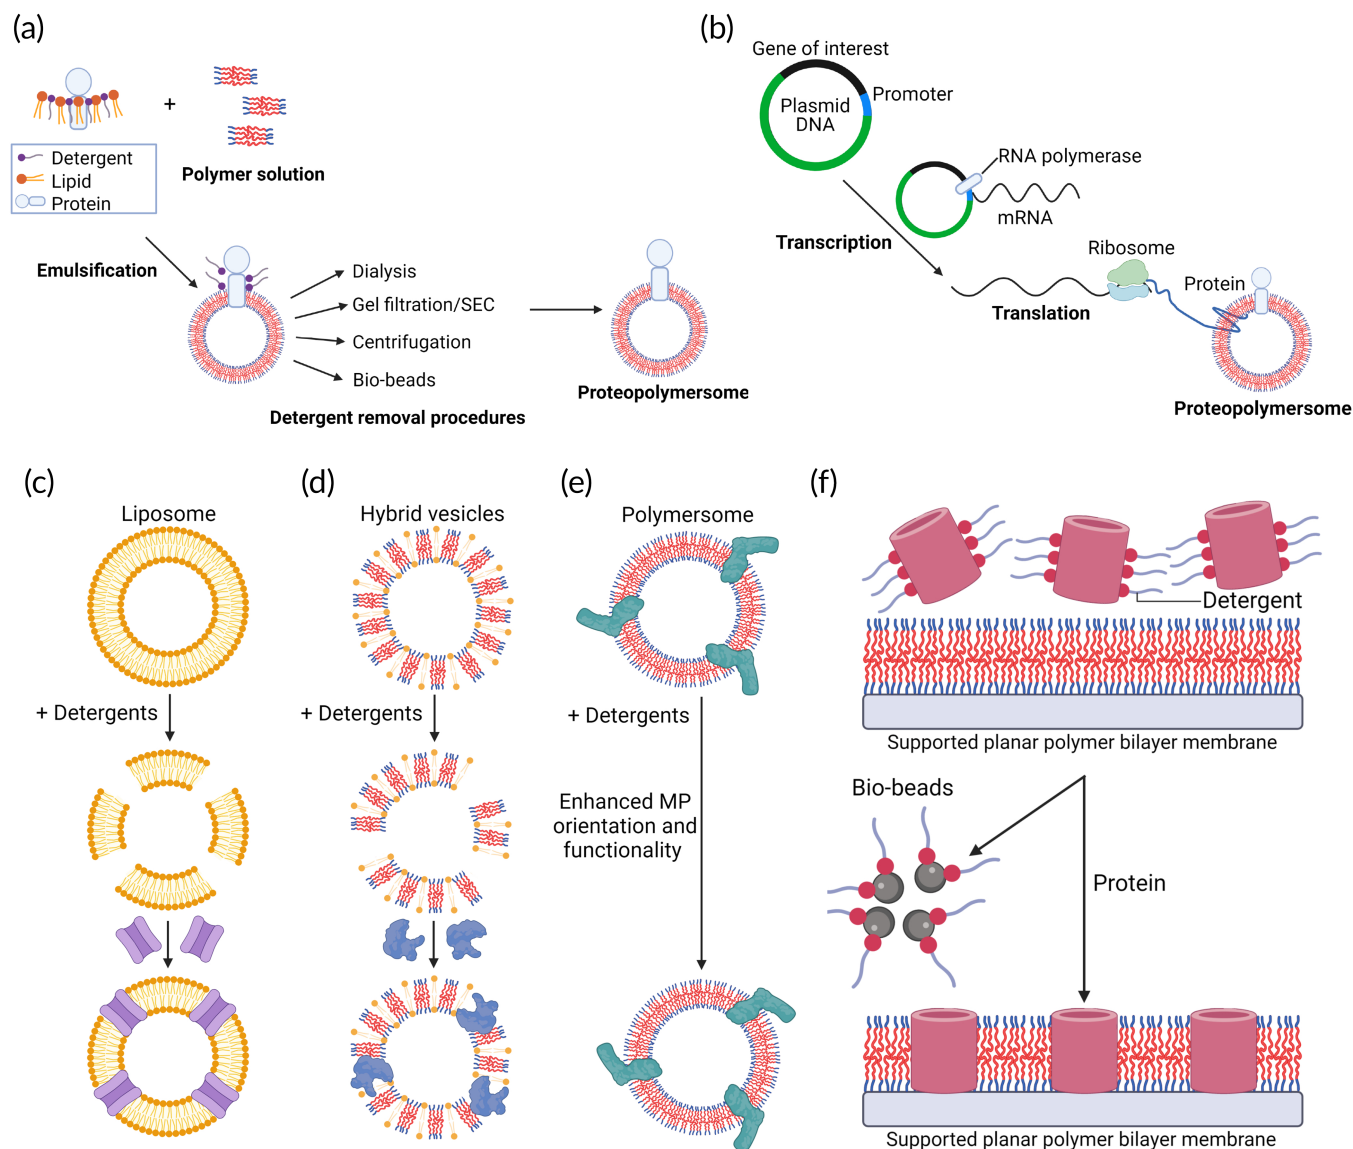 (a)
+
Detergent
Lipid
Protein
Polymer solution
Emulsification
Dialysis
Gel filtration/SEC
Centrifugation
Bio-beads
Detergent removal procedures
Proteopolymersome
(b)
Gene of interest
Plasmid
DNA
Promoter
RNA polymerase
mRNA
Transcription
Ribosome
Translation
Protein
Proteopolymersome
(c)
Liposome
+ Detergents
(d)
Hybrid vesicles
+ Detergents
(e)
Polymersome
+ Detergents
Enhanced MP
orientation and
functionality
(f)
Detergent
Supported planar polymer bilayer membrane
Bio-beads
Protein
Supported planar polymer bilayer membrane